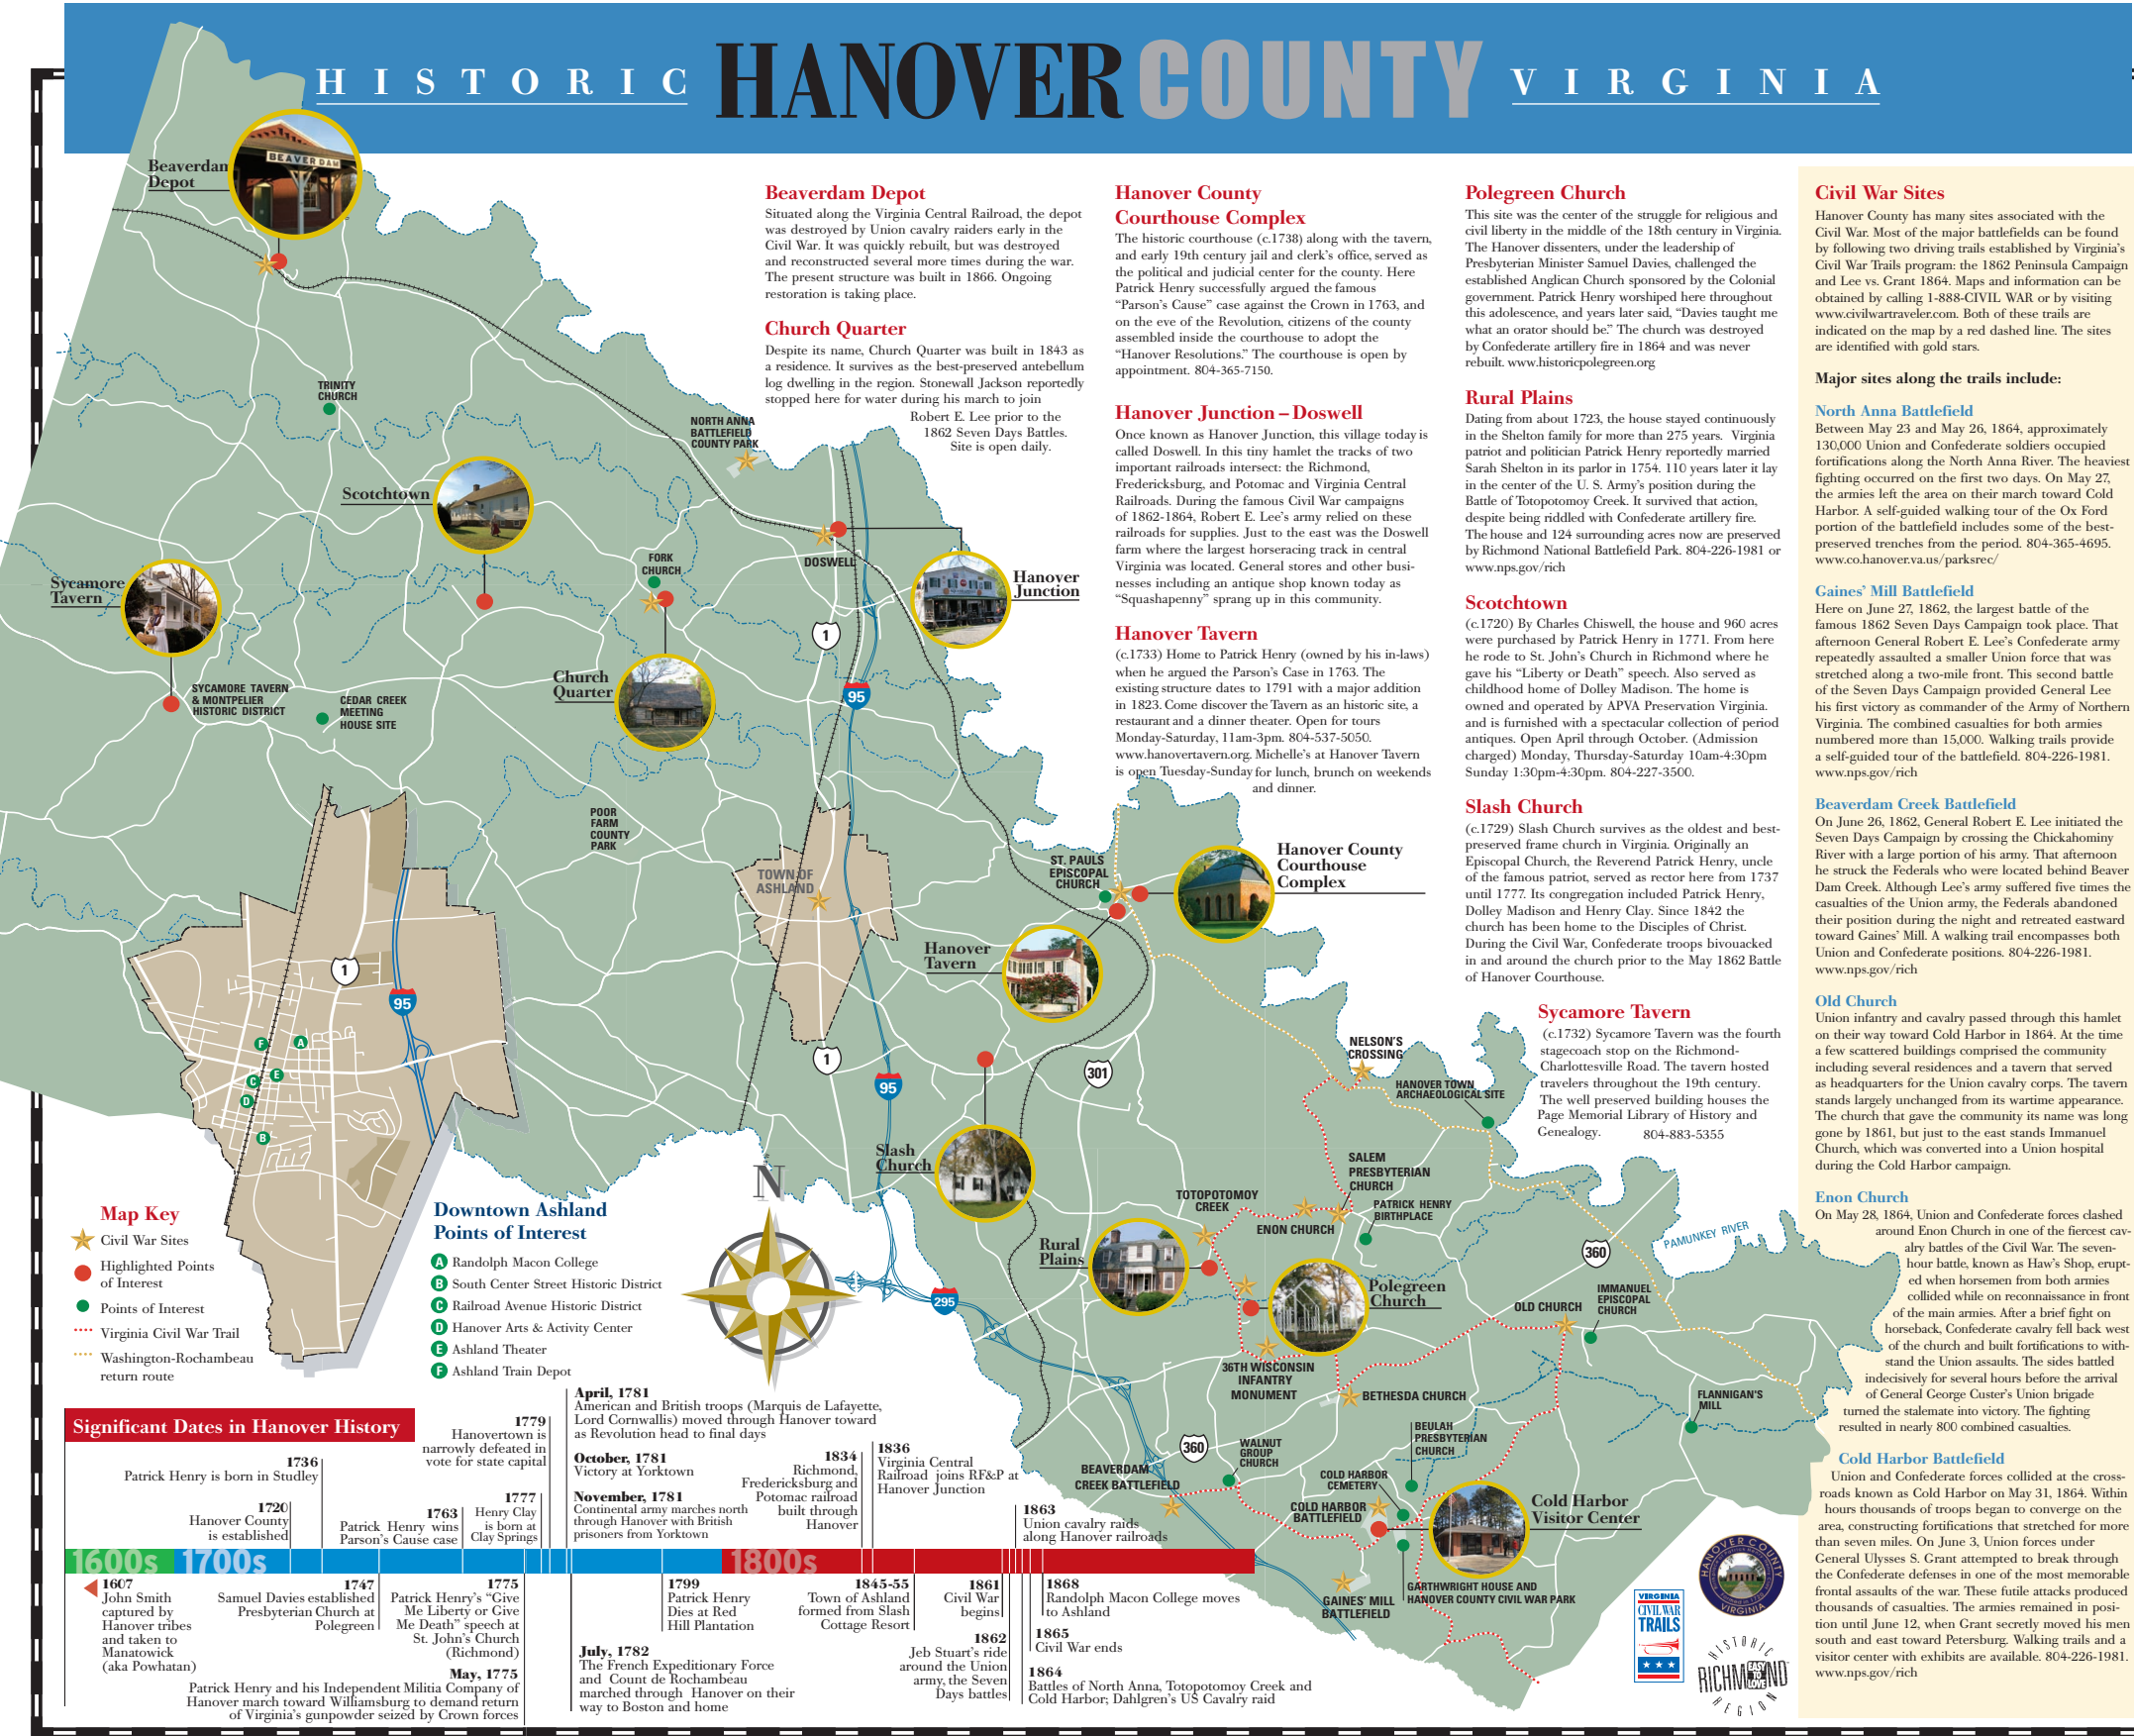 HISTORIC HANOVER COUNTY VIRGINIA
Beaverdam
Depot
BEAVERDAM
Beaverdam Depot
Situated along the Virginia Central Railroad, the depot
was destroyed by Union cavalry raiders early in the
Civil War. It was quickly rebuilt, but was destroyed
and reconstructed several more times during the war.
The present structure was built in 1866. Ongoing
restoration is taking place.
Church Quarter
Despite its name, Church Quarter was built in 1843 as
a residence. It survives as the best-preserved antebellum
log dwelling in the region. Stonewall Jackson reportedly
stopped here for water during his march to join
Robert E. Lee prior to the
1862 Seven Days Battles.
Site is open daily.
Hanover County
Courthouse Complex
The historic courthouse (c.1738) along with the tavern,
and early 19th century jail and clerk's office, served as
the political and judicial center for the county. Here
Patrick Henry successfully argued the famous
“Parson's Cause” case against the Crown in 1763, and
on the eve of the Revolution, citizens of the county
assembled inside the courthouse to adopt the
“Hanover Resolutions.” The courthouse is open by
appointment. 804-365-7150.
Hanover Junction – Doswell
Once known as Hanover Junction, this village today is
called Doswell. In this tiny hamlet the tracks of two
important railroads intersect: the Richmond,
Fredericksburg, and Potomac and Virginia Central
Railroads. During the famous Civil War campaigns
of 1862-1864, Robert E. Lee's army relied on these
railroads for supplies. Just to the east was the Doswell
farm where the largest horseracing track in central
Virginia was located. General stores and other busi-
nesses including an antique shop known today as
“Squashapenny” sprang up in this community.
Hanover Tavern
(c.1733) Home to Patrick Henry (owned by his in-laws)
when he argued the Parson's Case in 1763. The
existing structure dates to 1791 with a major addition
in 1823. Come discover the Tavern as an historic site, a
restaurant and a dinner theater. Open for tours
Monday-Saturday, 11am-3pm. 804-537-5050.
www.hanovertavern.org. Michelle's at Hanover Tavern
is open Tuesday-Sunday for lunch, brunch on weekends
and dinner.
Polegreen Church
This site was the center of the struggle for religious and
civil liberty in the middle of the 18th century in Virginia.
The Hanover dissenters, under the leadership of
Presbyterian Minister Samuel Davies, challenged the
established Anglican Church sponsored by the Colonial
government. Patrick Henry worshiped here throughout
this adolescence, and years later said, “Davies taught me
what an orator should be.” The church was destroyed
by Confederate artillery fire in 1864 and was never
rebuilt. www.historicpolegreen.org
Rural Plains
Dating from about 1723, the house stayed continuously
in the Shelton family for more than 275 years. Virginia
patriot and politician Patrick Henry reportedly married
Sarah Shelton in its parlor in 1754. 110 years later it lay
in the center of the U. S. Army's position during the
Battle of Totopotomoy Creek. It survived that action,
despite being riddled with Confederate artillery fire.
The house and 124 surrounding acres now are preserved
by Richmond National Battlefield Park. 804-226-1981 or
www.nps.gov/rich
Scotchtown
(c.1720) By Charles Chiswell, the house and 960 acres
were purchased by Patrick Henry in 1771. From here
he rode to St. John's Church in Richmond where he
gave his “Liberty or Death” speech. Also served as
childhood home of Dolley Madison. The home is
owned and operated by APVA Preservation Virginia.
and is furnished with a spectacular collection of period
antiques. Open April through October. (Admission
charged) Monday, Thursday-Saturday 10am-4:30pm
Sunday 1:30pm-4:30pm. 804-227-3500.
Slash Church
(c.1729) Slash Church survives as the oldest and best-
preserved frame church in Virginia. Originally an
Episcopal Church, the Reverend Patrick Henry, uncle
of the famous patriot, served as rector here from 1737
until 1777. Its congregation included Patrick Henry,
Dolley Madison and Henry Clay. Since 1842 the
church has been home to the Disciples of Christ.
During the Civil War, Confederate troops bivouacked
in and around the church prior to the May 1862 Battle
of Hanover Courthouse.
Sycamore Tavern
(c.1732) Sycamore Tavern was the fourth
stagecoach stop on the Richmond-
Charlottesville Road. The tavern hosted
travelers throughout the 19th century.
The well preserved building houses the
Page Memorial Library of History and
Genealogy. 804-883-5355
Civil War Sites
Hanover County has many sites associated with the
Civil War. Most of the major battlefields can be found
by following two driving trails established by Virginia's
Civil War Trails program: the 1862 Peninsula Campaign
and Lee vs. Grant 1864. Maps and information can be
obtained by calling 1-888-CIVIL WAR or by visiting
www.civilwartraveler.com. Both of these trails are
indicated on the map by a red dashed line. The sites
are identified with gold stars.
Major sites along the trails include:
North Anna Battlefield
Between May 23 and May 26, 1864, approximately
130,000 Union and Confederate soldiers occupied
fortifications along the North Anna River. The heaviest
fighting occurred on the first two days. On May 27,
the armies left the area on their march toward Cold
Harbor. A self-guided walking tour of the Ox Ford
portion of the battlefield includes some of the best-
preserved trenches from the period. 804-365-4695.
www.co.hanover.va.us/parksrec/
Gaines' Mill Battlefield
Here on June 27, 1862, the largest battle of the
famous 1862 Seven Days Campaign took place. That
afternoon General Robert E. Lee's Confederate army
repeatedly assaulted a smaller Union force that was
stretched along a two-mile front. This second battle
of the Seven Days Campaign provided General Lee
his first victory as commander of the Army of Northern
Virginia. The combined casualties for both armies
numbered more than 15,000. Walking trails provide
a self-guided tour of the battlefield. 804-226-1981.
www.nps.gov/rich
Beaverdam Creek Battlefield
On June 26, 1862, General Robert E. Lee initiated the
Seven Days Campaign by crossing the Chickahominy
River with a large portion of his army. That afternoon
he struck the Federals who were located behind Beaver
Dam Creek. Although Lee's army suffered five times the
casualties of the Union army, the Federals abandoned
their position during the night and retreated eastward
toward Gaines' Mill. A walking trail encompasses both
Union and Confederate positions. 804-226-1981.
www.nps.gov/rich
Old Church
Union infantry and cavalry passed through this hamlet
on their way toward Cold Harbor in 1864. At the time
a few scattered buildings comprised the community
including several residences and a tavern that served
as headquarters for the Union cavalry corps. The tavern
stands largely unchanged from its wartime appearance.
The church that gave the community its name was long
gone by 1861, but just to the east stands Immanuel
Church, which was converted into a Union hospital
during the Cold Harbor campaign.
Enon Church
On May 28, 1864, Union and Confederate forces clashed
around Enon Church in one of the fiercest cav-
alry battles of the Civil War. The seven-
hour battle, known as Haw's Shop, erupt-
ed when horsemen from both armies
collided while on reconnaissance in front
of the main armies. After a brief fight on
horseback, Confederate cavalry fell back west
of the church and built fortifications to with-
stand the Union assaults. The sides battled
indecisively for several hours before the arrival
of General George Custer's Union brigade
turned the stalemate into victory. The fighting
resulted in nearly 800 combined casualties.
Cold Harbor Battlefield
Union and Confederate forces collided at the cross-
roads known as Cold Harbor on May 31, 1864. Within
hours thousands of troops began to converge on the
area, constructing fortifications that stretched for more
than seven miles. On June 3, Union forces under
General Ulysses S. Grant attempted to break through
the Confederate defenses in one of the most memorable
frontal assaults of the war. These futile attacks produced
thousands of casualties. The armies remained in posi-
tion until June 12, when Grant secretly moved his men
south and east toward Petersburg. Walking trails and a
visitor center with exhibits are available. 804-226-1981.
www.nps.gov/rich
TRINITY
CHURCH
NORTH ANNA
BATTLEFIELD
COUNTY PARK
Scotchtown
FORK
CHURCH
DOSWELL
Hanover
Junction
Sycamore
Tavern
SYCAMORE TAVERN
& MONTPELIER
HISTORIC DISTRICT
CEDAR CREEK
MEETING
HOUSE SITE
Church
Quarter
1
95
POOR
FARM
COUNTY
PARK
TOWN OF
ASHLAND
ST. PAULS
EPISCOPAL
CHURCH
Hanover County
Courthouse
Complex
Hanover
Tavern
1
95
1
95
301
F
A
C
E
D
B
NELSON'S
CROSSING
HANOVER TOWN
ARCHAEOLOGICAL SITE
Slash
Church
N
SALEM
PRESBYTERIAN
CHURCH
TOTOPOTOMOY
CREEK
ENON CHURCH
PATRICK HENRY
BIRTHPLACE
PAMUNKEY RIVER
360
Rural
Plains
Polegreen
Church
295
OLD CHURCH
IMMANUEL
EPISCOPAL
CHURCH
36TH WISCONSIN
INFANTRY
MONUMENT
BETHESDA CHURCH
FLANNIGAN'S
MILL
360
WALNUT
GROUP
CHURCH
BEULAH
PRESBYTERIAN
CHURCH
BEAVERDAM
CREEK BATTLEFIELD
COLD HARBOR
CEMETERY
COLD HARBOR
BATTLEFIELD
Cold Harbor
Visitor Center
GARTHWRIGHT HOUSE AND
HANOVER COUNTY CIVIL WAR PARK
GAINES' MILL
BATTLEFIELD
Map Key
Civil War Sites
Highlighted Points
of Interest
Points of Interest
Virginia Civil War Trail
Washington-Rochambeau
return route
Downtown Ashland
Points of Interest
A Randolph Macon College
B South Center Street Historic District
C Railroad Avenue Historic District
D Hanover Arts & Activity Center
E Ashland Theater
F Ashland Train Depot
Significant Dates in Hanover History
1736
Patrick Henry is born in Studley
1720
Hanover County
is established
1763
Patrick Henry wins
Parson's Cause case
1779
Hanovertown is
narrowly defeated in
vote for state capital
1777
Henry Clay
is born at
Clay Springs
April, 1781
American and British troops (Marquis de Lafayette,
Lord Cornwallis) moved through Hanover toward
as Revolution head to final days
October, 1781
Victory at Yorktown
November, 1781
Continental army marches north
through Hanover with British
prisoners from Yorktown
1834
Richmond,
Fredericksburg and
Potomac railroad
built through
Hanover
1836
Virginia Central
Railroad joins RF&P at
Hanover Junction
1863
Union cavalry raids
along Hanover railroads
1600s
1700s
1800s
1607
John Smith
captured by
Hanover tribes
and taken to
Manatowick
(aka Powhatan)
1747
Samuel Davies established
Presbyterian Church at
Polegreen
1775
Patrick Henry's “Give
Me Liberty or Give
Me Death” speech at
St. John's Church
(Richmond)
May, 1775
Patrick Henry and his Independent Militia Company of
Hanover march toward Williamsburg to demand return
of Virginia's gunpowder seized by Crown forces
1799
Patrick Henry
Dies at Red
Hill Plantation
July, 1782
The French Expeditionary Force
and Count de Rochambeau
marched through Hanover on their
way to Boston and home
1845-55
Town of Ashland
formed from Slash
Cottage Resort
1861
Civil War
begins
1862
Jeb Stuart's ride
around the Union
army, the Seven
Days battles
1868
Randolph Macon College moves
to Ashland
1865
Civil War ends
1864
Battles of North Anna, Totopotomoy Creek and
Cold Harbor; Dahlgren's US Cavalry raid
VIRGINIA
CIVIL WAR
TRAILS
HANOVER COUNTY
VIRGINIA
HISTORIC
RICHMOND
EASY TO LOVE
REGION